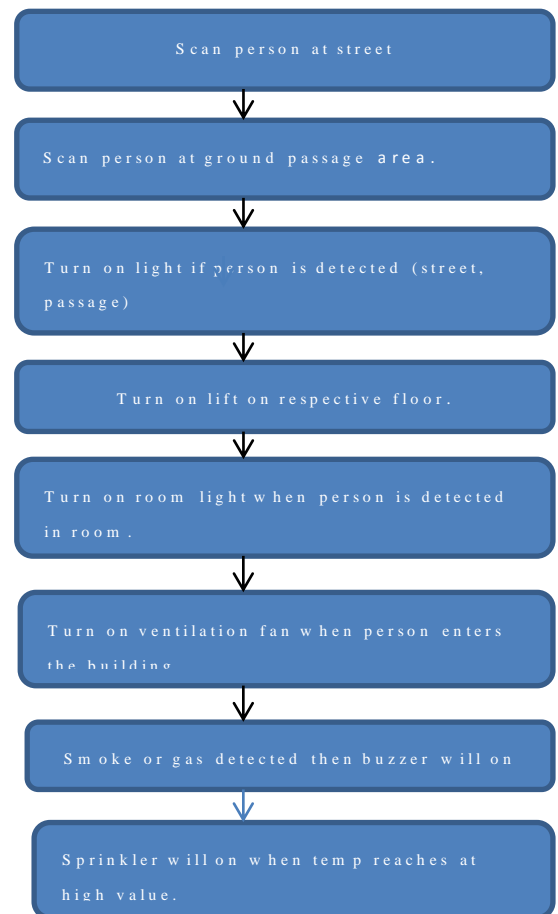 Scan person at street
Scan person at ground passage area.
Turn on light if person is detected (street,
passage)
Turn on lift on respective floor.
Turn on room light when person is detected
in room.
Turn on ventilation fan when person enters
the building
Smoke or gas detected then buzzer will on
Sprinkler will on when temp reaches at
high value.